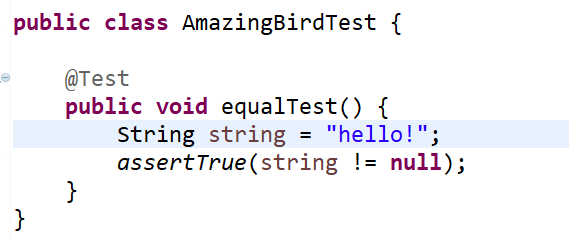 public class AmazingBirdTest {
@Test
public void equalTest() {
String string = "hello!";
assertTrue(string != null);
}
}